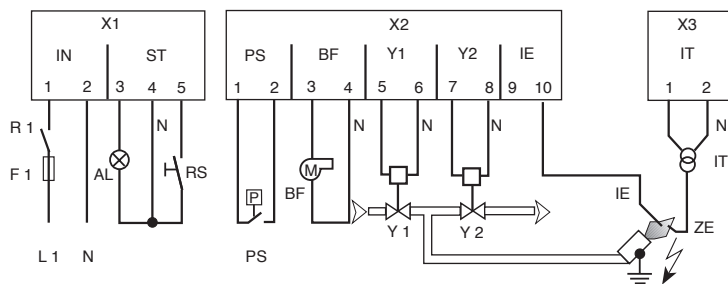 X1 X2 X3
IN ST PS BF Y1 Y2 IE IT
1 2 3 4 5 1 2 3 4 5 6 7 8 9 10 1 2
N N N N N
R 1
F 1 AL RS BF M IT
P
IE
ZE
Y 1 Y 2
L 1 N PS